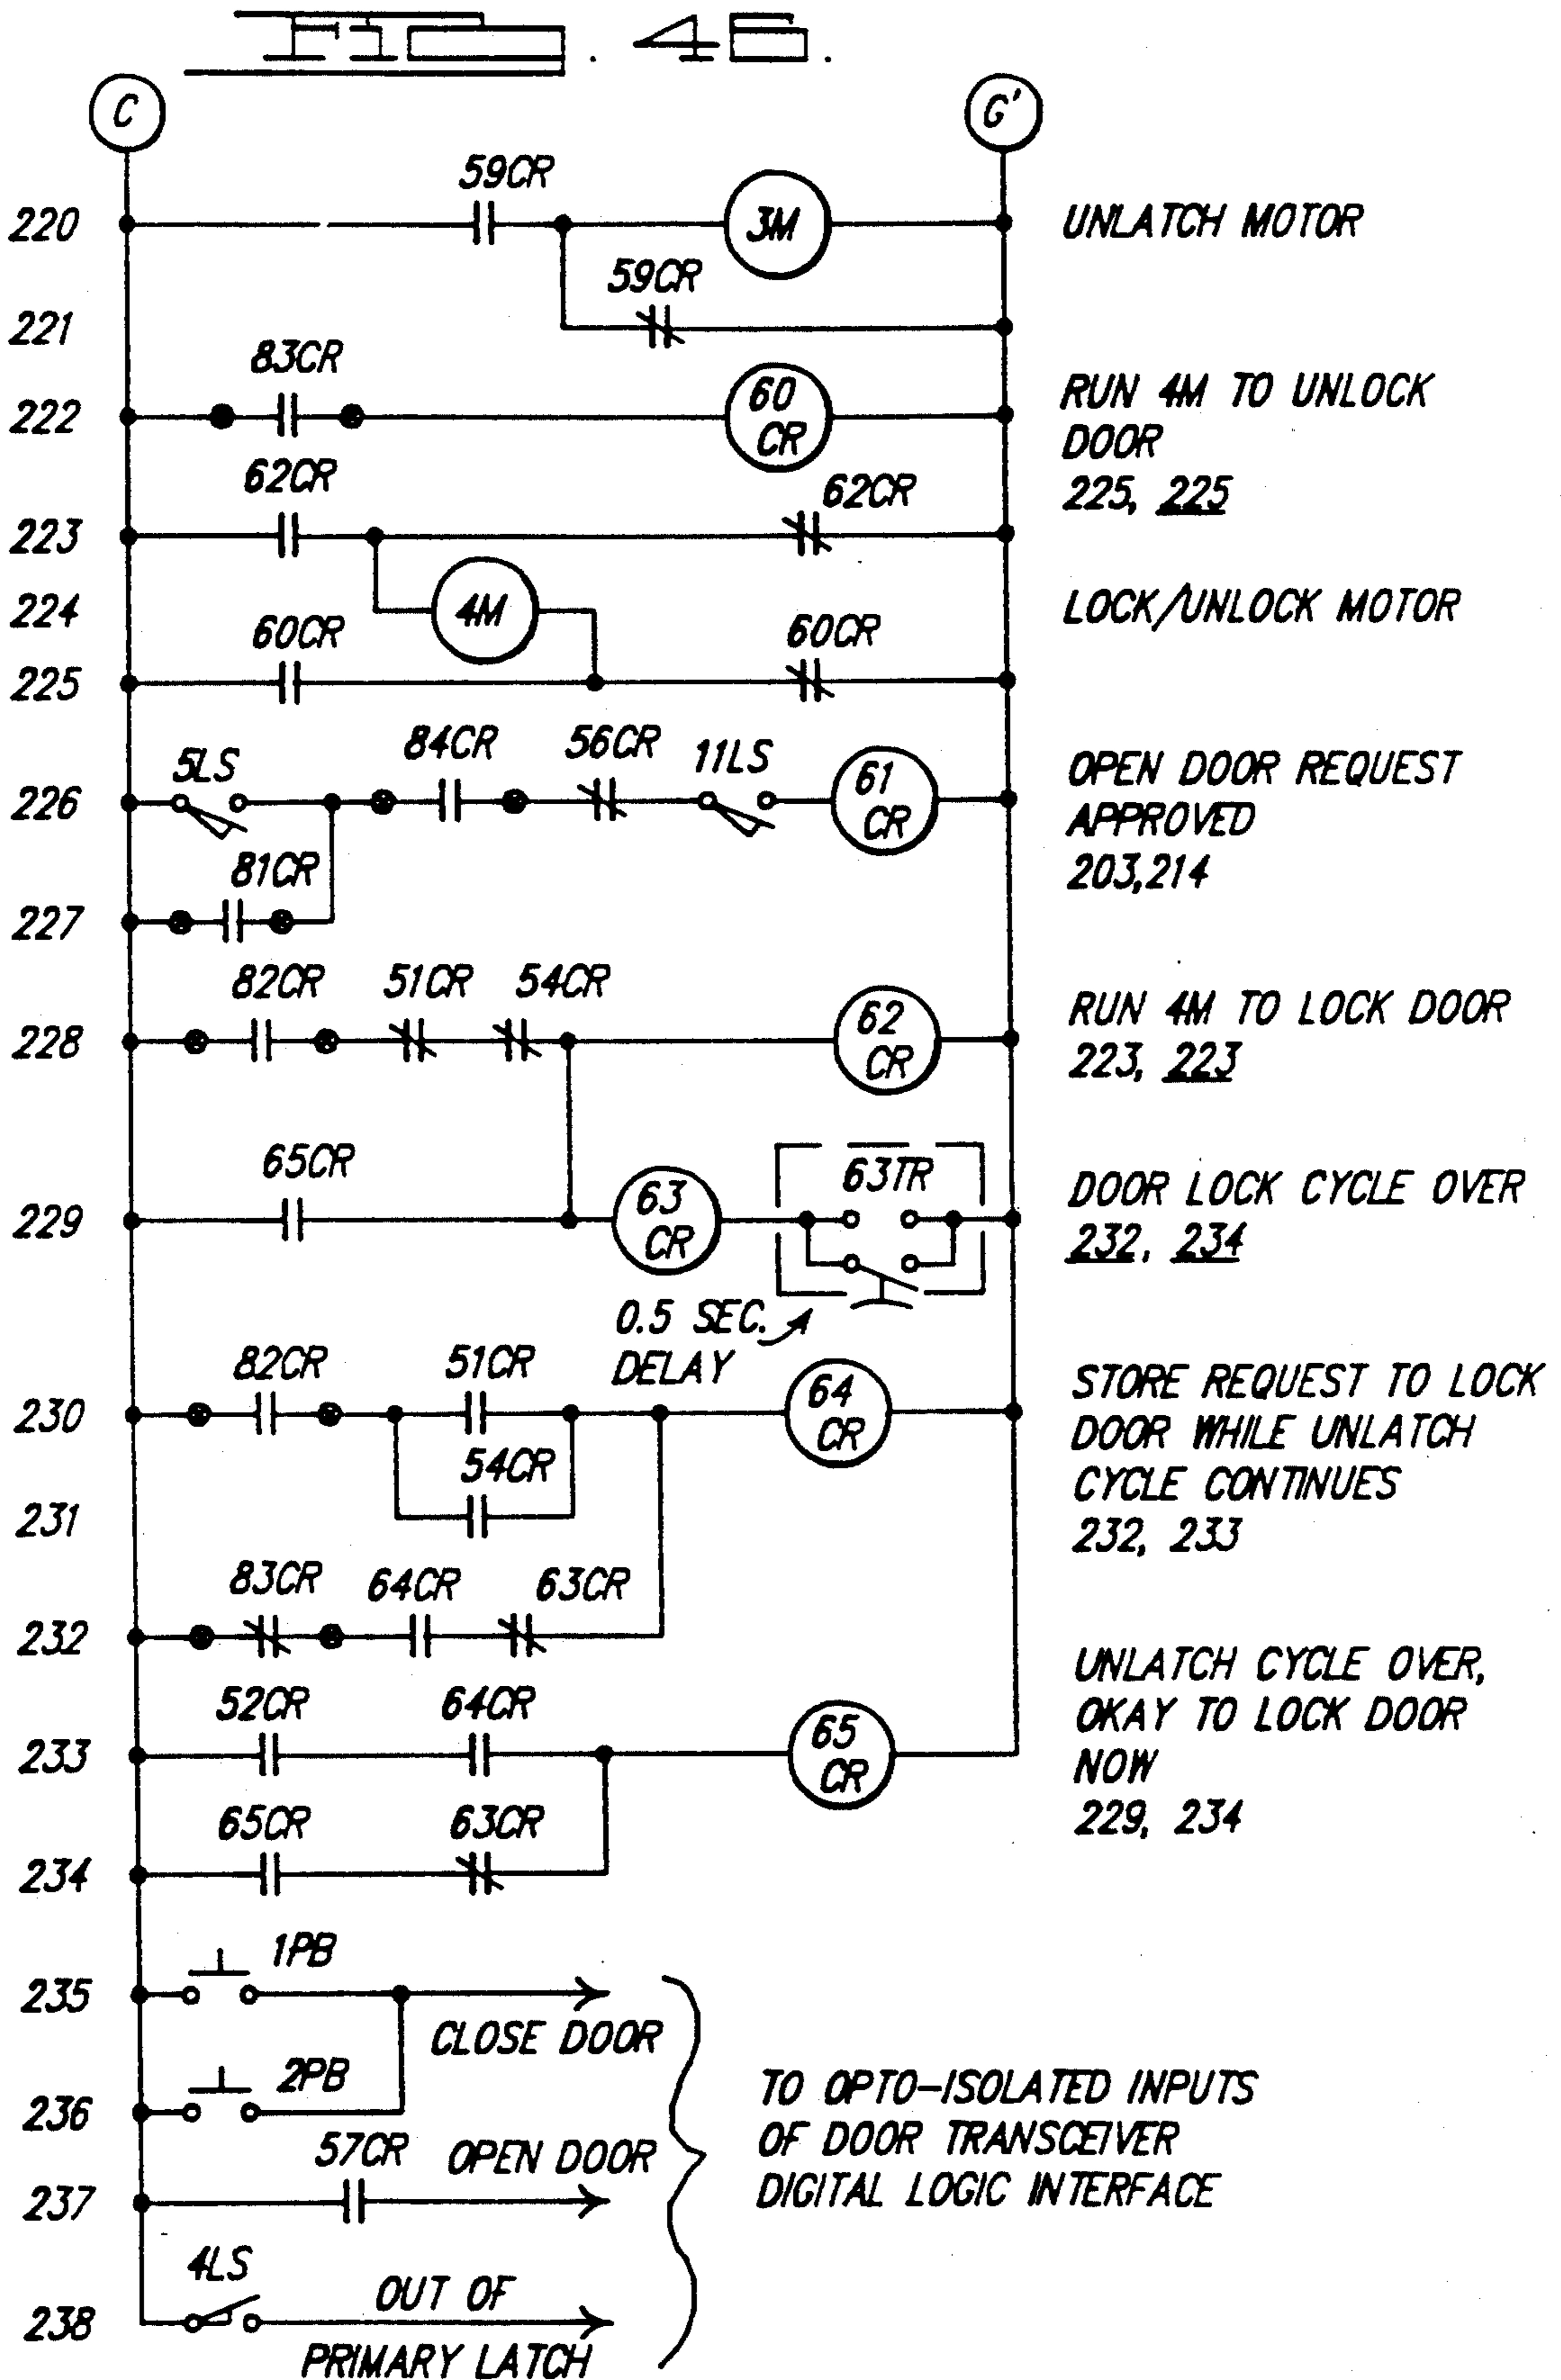 FIG. 46.
C G'
59CR
220 3M UNLATCH MOTOR
59CR
221
83CR
222 60 CR RUN 4M TO UNLOCK
DOOR
225, 225
62CR 62CR
223
224 4M LOCK/UNLOCK MOTOR
60CR 60CR
225
5LS 84CR 56CR 11LS
226 61 CR OPEN DOOR REQUEST
APPROVED
203,214
81CR
227
82CR 51CR 54CR
228 62 CR RUN 4M TO LOCK DOOR
223, 223
65CR 63TR
229 63 CR DOOR LOCK CYCLE OVER
232, 234
0.5 SEC.
DELAY
82CR 51CR
230 64 CR STORE REQUEST TO LOCK
DOOR WHILE UNLATCH
CYCLE CONTINUES
232, 233
54CR
231
83CR 64CR 63CR
232
52CR 64CR
233 65 CR UNLATCH CYCLE OVER,
OKAY TO LOCK DOOR
NOW
229, 234
65CR 63CR
234
1PB
235
CLOSE DOOR
2PB
236
57CR OPEN DOOR
237
TO OPTO-ISOLATED INPUTS
OF DOOR TRANSCEIVER
DIGITAL LOGIC INTERFACE
4LS OUT OF
238
PRIMARY LATCH